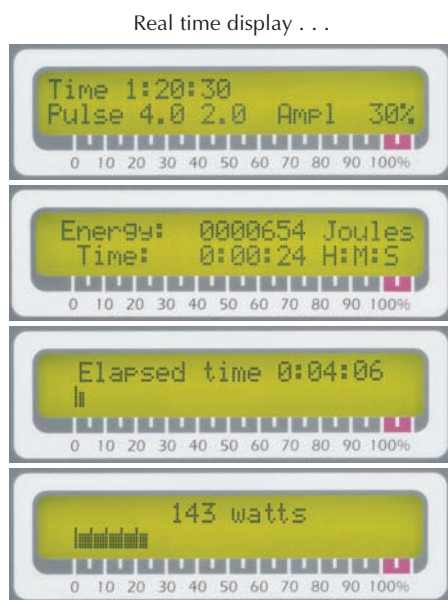 Real time display . . .
Time 1:20:30
Pulse 4.0 2.0 Ampl 30%
0 10 20 30 40 50 60 70 80 90 100%
Energy: 0000654 Joules
Time: 0:00:24 H:M:S
0 10 20 30 40 50 60 70 80 90 100%
Elapsed time 0:04:06
0 10 20 30 40 50 60 70 80 90 100%
143 watts
0 10 20 30 40 50 60 70 80 90 100%